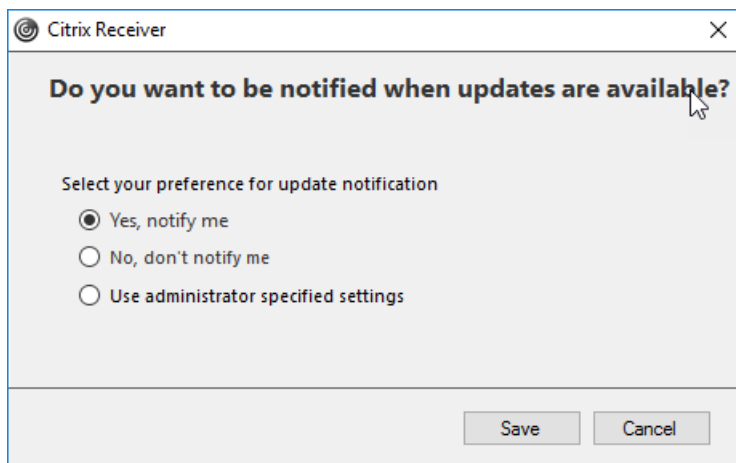 Citrix Receiver
Do you want to be notified when updates are available?
Select your preference for update notification
Yes, notify me
No, don't notify me
Use administrator specified settings
Save Cancel